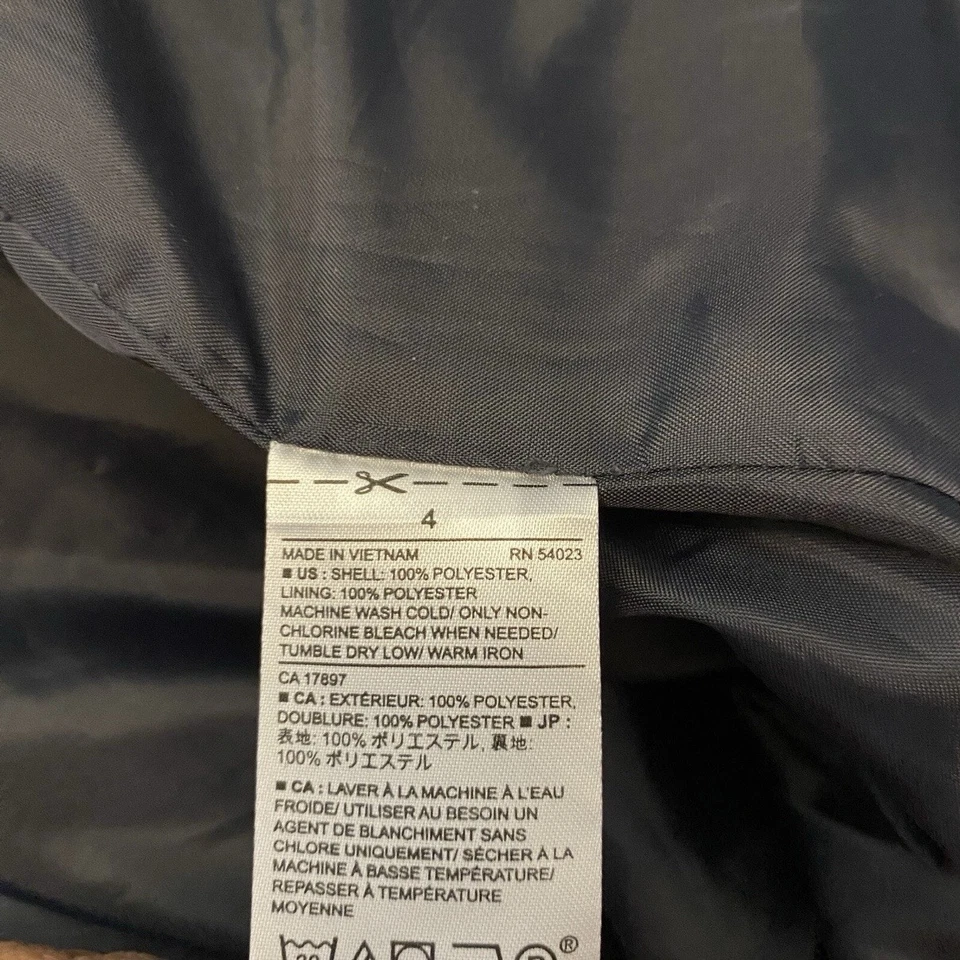 4
MADE IN VIETNAM RN 54023
■ US : SHELL: 100% POLYESTER,
LINING: 100% POLYESTER
MACHINE WASH COLD/ ONLY NON-
CHLORINE BLEACH WHEN NEEDED/
TUMBLE DRY LOW/ WARM IRON
CA 17897
■ CA : EXTÉRIEUR: 100% POLYESTER,
DOUBLURE: 100% POLYESTER ■ JP :
表地: 100% ポリエステル, 裏地:
100% ポリエステル
■ CA : LAVER À LA MACHINE À L'EAU
FROIDE/ UTILISER AU BESOIN UN
AGENT DE BLANCHIMENT SANS
CHLORE UNIQUEMENT/ SÉCHER À LA
MACHINE À BASSE TEMPÉRATURE/
REPASSER À TEMPÉRATURE
MOYENNE
®